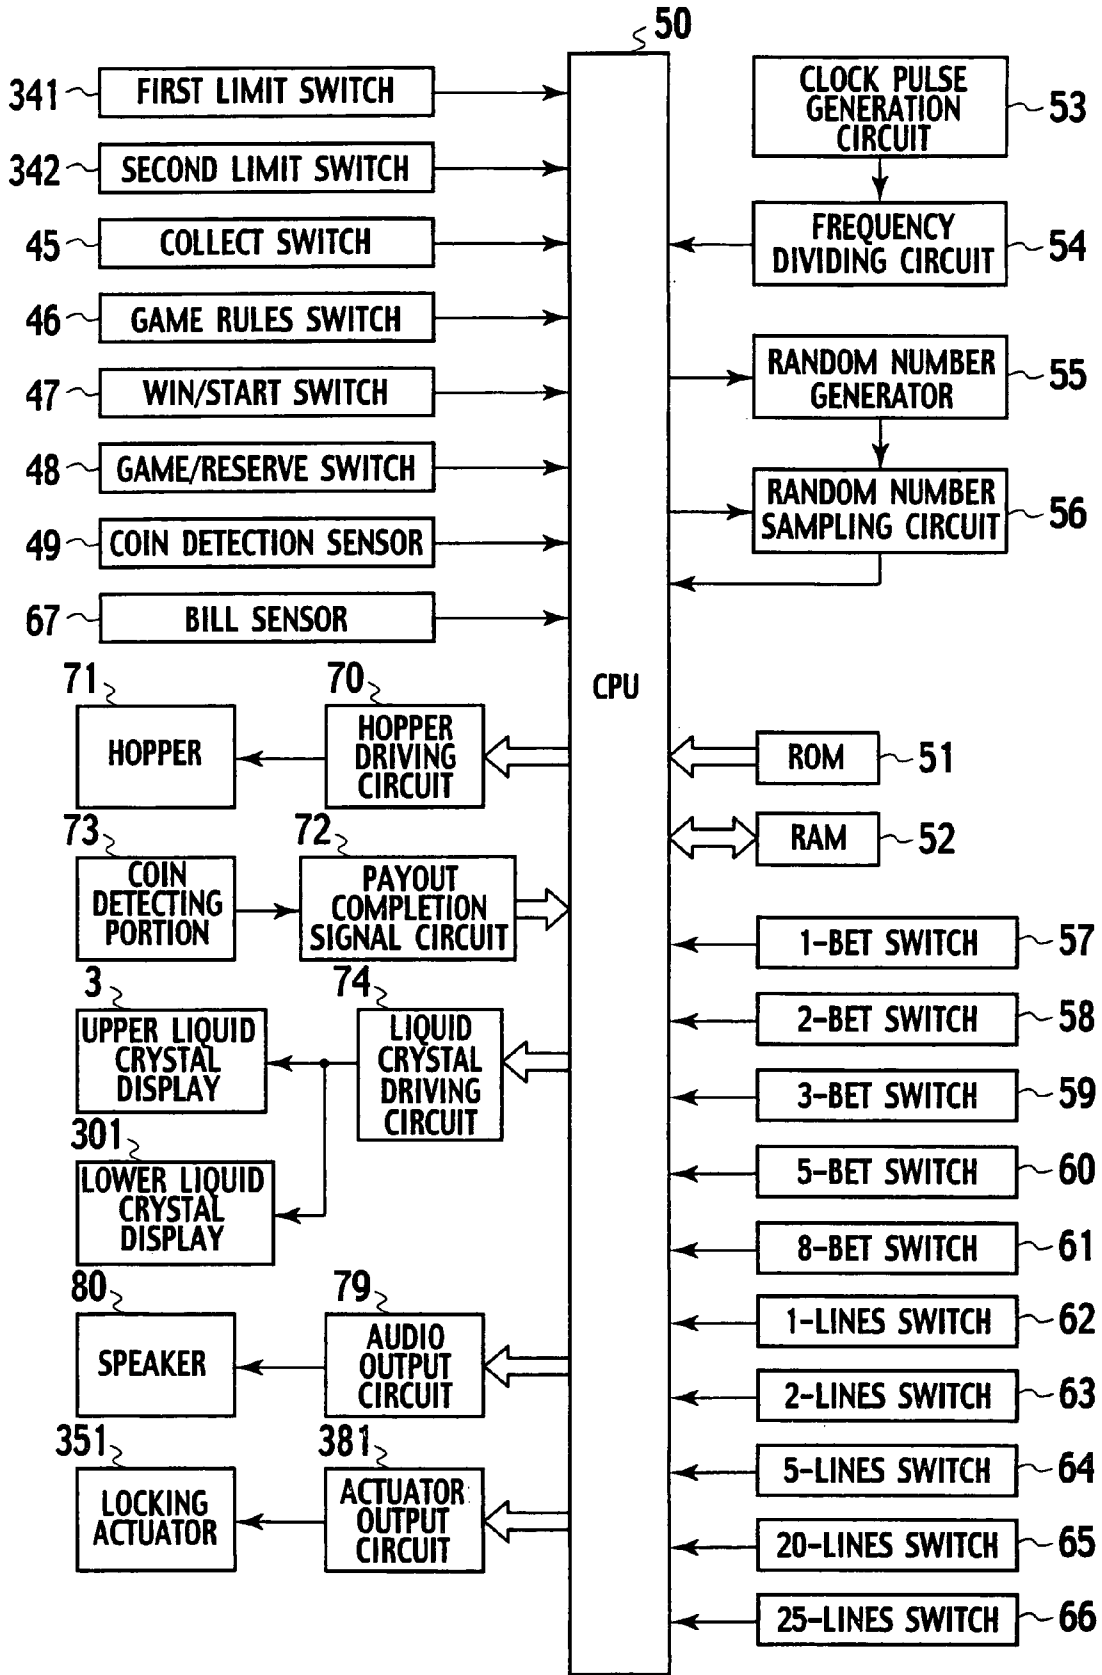 50
341
FIRST LIMIT SWITCH
342
SECOND LIMIT SWITCH
45
COLLECT SWITCH
46
GAME RULES SWITCH
47
WIN/START SWITCH
48
GAME/RESERVE SWITCH
49
COIN DETECTION SENSOR
67
BILL SENSOR
71
HOPPER
70
HOPPER
DRIVING
CIRCUIT
73
COIN
DETECTING
PORTION
72
PAYOUT
COMPLETION
SIGNAL CIRCUIT
3
UPPER LIQUID
CRYSTAL
DISPLAY
74
LIQUID
CRYSTAL
DRIVING
CIRCUIT
301
LOWER LIQUID
CRYSTAL
DISPLAY
80
SPEAKER
79
AUDIO
OUTPUT
CIRCUIT
351
LOCKING
ACTUATOR
381
ACTUATOR
OUTPUT
CIRCUIT
CPU
CLOCK PULSE
GENERATION
CIRCUIT
53
FREQUENCY
DIVIDING CIRCUIT
54
RANDOM NUMBER
GENERATOR
55
RANDOM NUMBER
SAMPLING CIRCUIT
56
ROM
51
RAM
52
1-BET SWITCH
57
2-BET SWITCH
58
3-BET SWITCH
59
5-BET SWITCH
60
8-BET SWITCH
61
1-LINES SWITCH
62
2-LINES SWITCH
63
5-LINES SWITCH
64
20-LINES SWITCH
65
25-LINES SWITCH
66